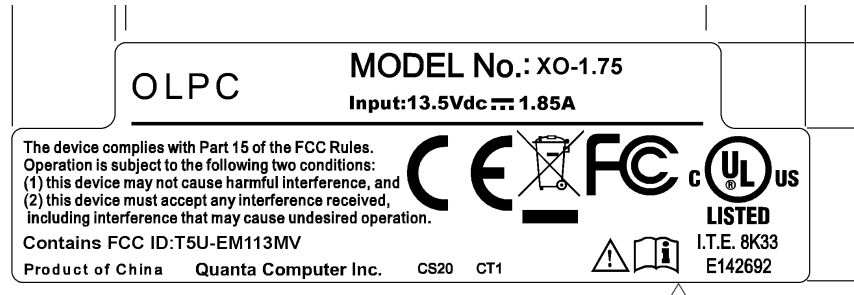 OLPC
MODEL No.: XO-1.75
Input:13.5Vdc 1.85A
The device complies with Part 15 of the FCC Rules.
Operation is subject to the following two conditions:
(1) this device may not cause harmful interference, and
(2) this device must accept any interference received,
including interference that may cause undesired operation.
Contains FCC ID:T5U-EM113MV
Product of China Quanta Computer Inc. CS20 CT1
CE
FC
C UL ® US
LISTED
I.T.E. 8K33
E142692